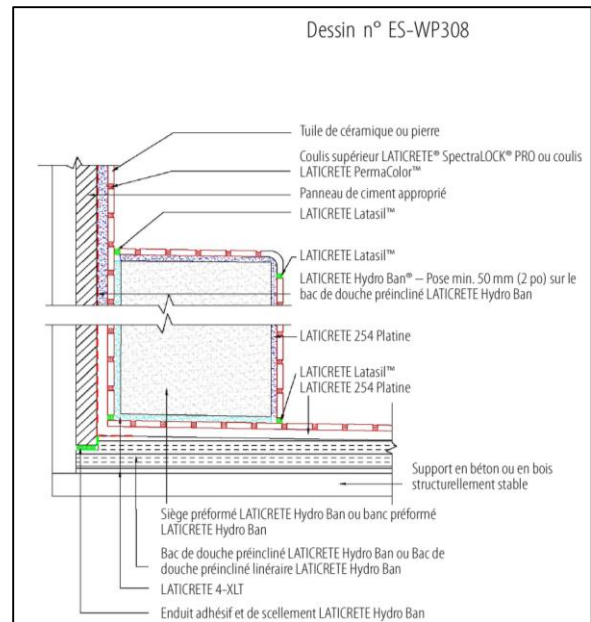 Dessin n° ES-WP308
Tuile de céramique ou pierre
Coulis supérieur LATICRETE® SpectraLOCK® PRO ou coulis
LATICRETE PermaColor™
Panneau de ciment approprié
LATICRETE Latasil™
LATICRETE Latasil™
LATICRETE Hydro Ban® – Pose min. 50 mm (2 po) sur le
bac de douche préincliné LATICRETE Hydro Ban
LATICRETE 254 Platine
LATICRETE Latasil™
LATICRETE 254 Platine
Support en béton ou en bois
structurellement stable
Siège préformé LATICRETE Hydro Ban ou banc préformé
LATICRETE Hydro Ban
Bac de douche préincliné LATICRETE Hydro Ban ou Bac de
douche préincliné linéaire LATICRETE Hydro Ban
LATICRETE 4-XLT
Enduit adhésif et de scellement LATICRETE Hydro Ban